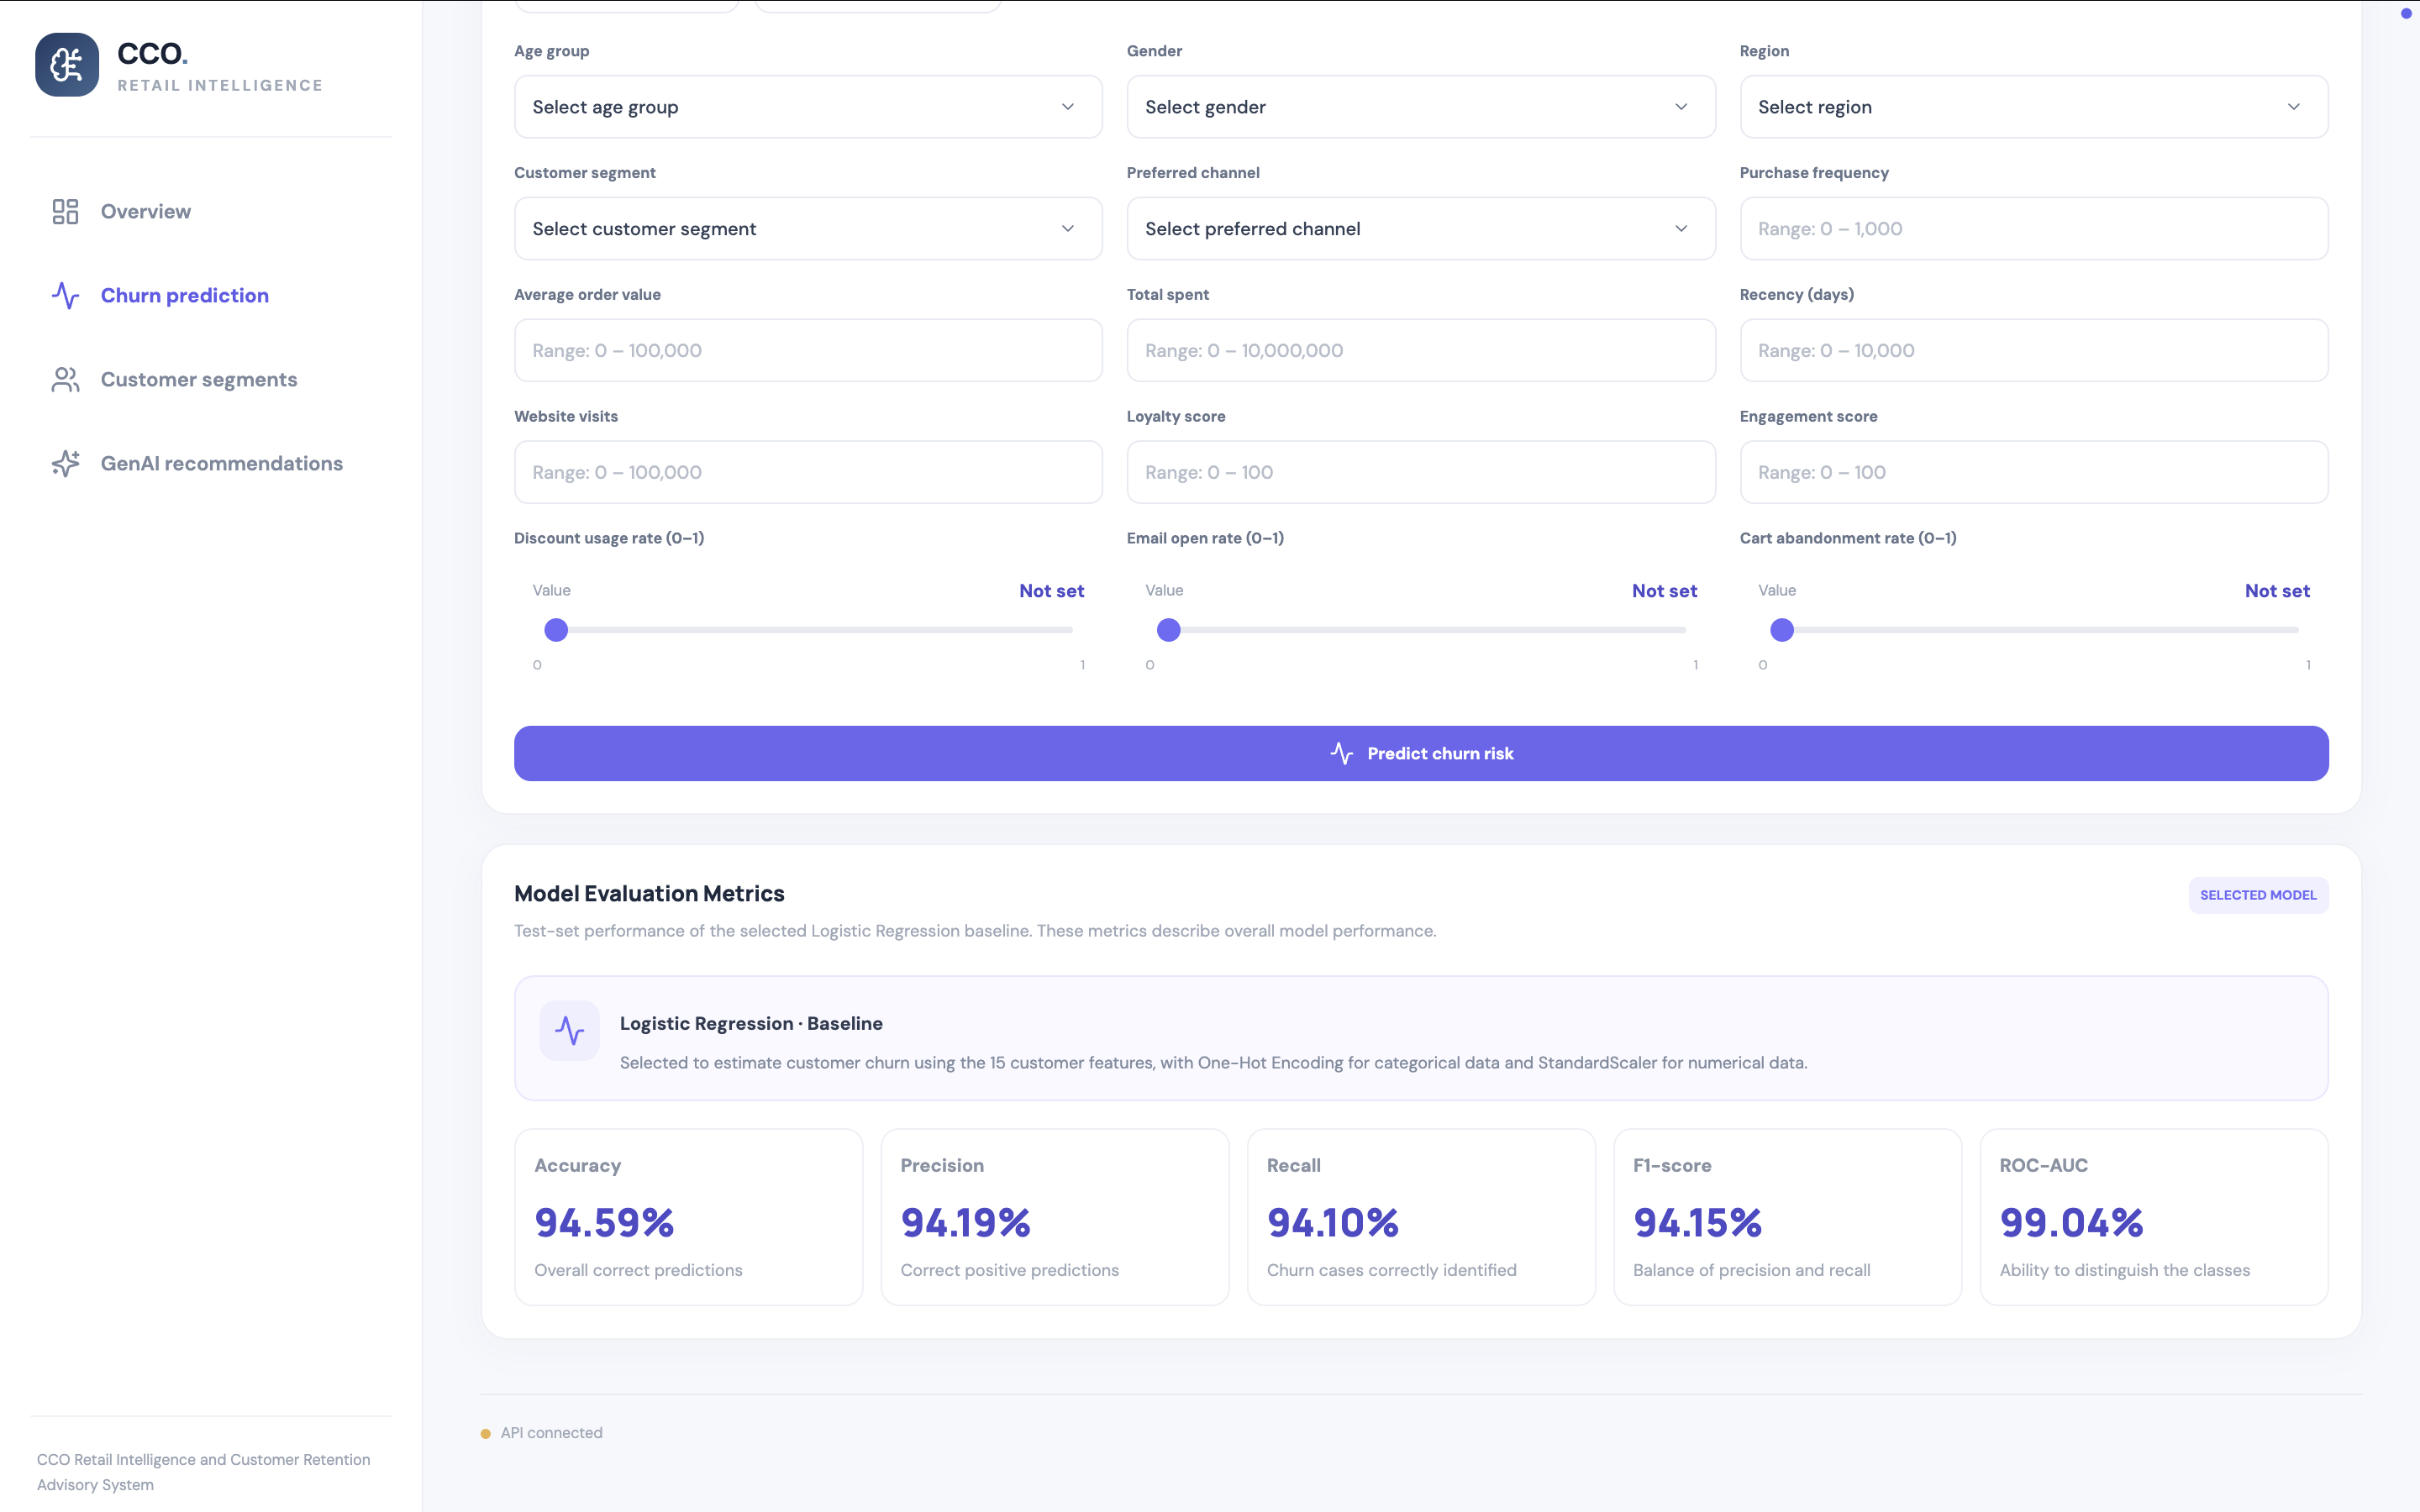 CCO.
RETAIL INTELLIGENCE
Overview
Churn prediction
Customer segments
GenAI recommendations
CCO Retail Intelligence and Customer Retention
Advisory System
Age group
Gender
Region
Select age group
Select gender
Select region
Customer segment
Preferred channel
Purchase frequency
Select customer segment
Select preferred channel
Range: 0 – 1,000
Average order value
Total spent
Recency (days)
Range: 0 – 100,000
Range: 0 – 10,000,000
Range: 0 – 10,000
Website visits
Loyalty score
Engagement score
Range: 0 – 100,000
Range: 0 – 100
Range: 0 – 100
Discount usage rate (0–1)
Email open rate (0–1)
Cart abandonment rate (0–1)
Value Not set
Value Not set
Value Not set
0 1
0 1
0 1
Predict churn risk
Model Evaluation Metrics
SELECTED MODEL
Test-set performance of the selected Logistic Regression baseline. These metrics describe overall model performance.
Logistic Regression · Baseline
Selected to estimate customer churn using the 15 customer features, with One-Hot Encoding for categorical data and StandardScaler for numerical data.
Accuracy
94.59%
Overall correct predictions
Precision
94.19%
Correct positive predictions
Recall
94.10%
Churn cases correctly identified
F1-score
94.15%
Balance of precision and recall
ROC-AUC
99.04%
Ability to distinguish the classes
API connected